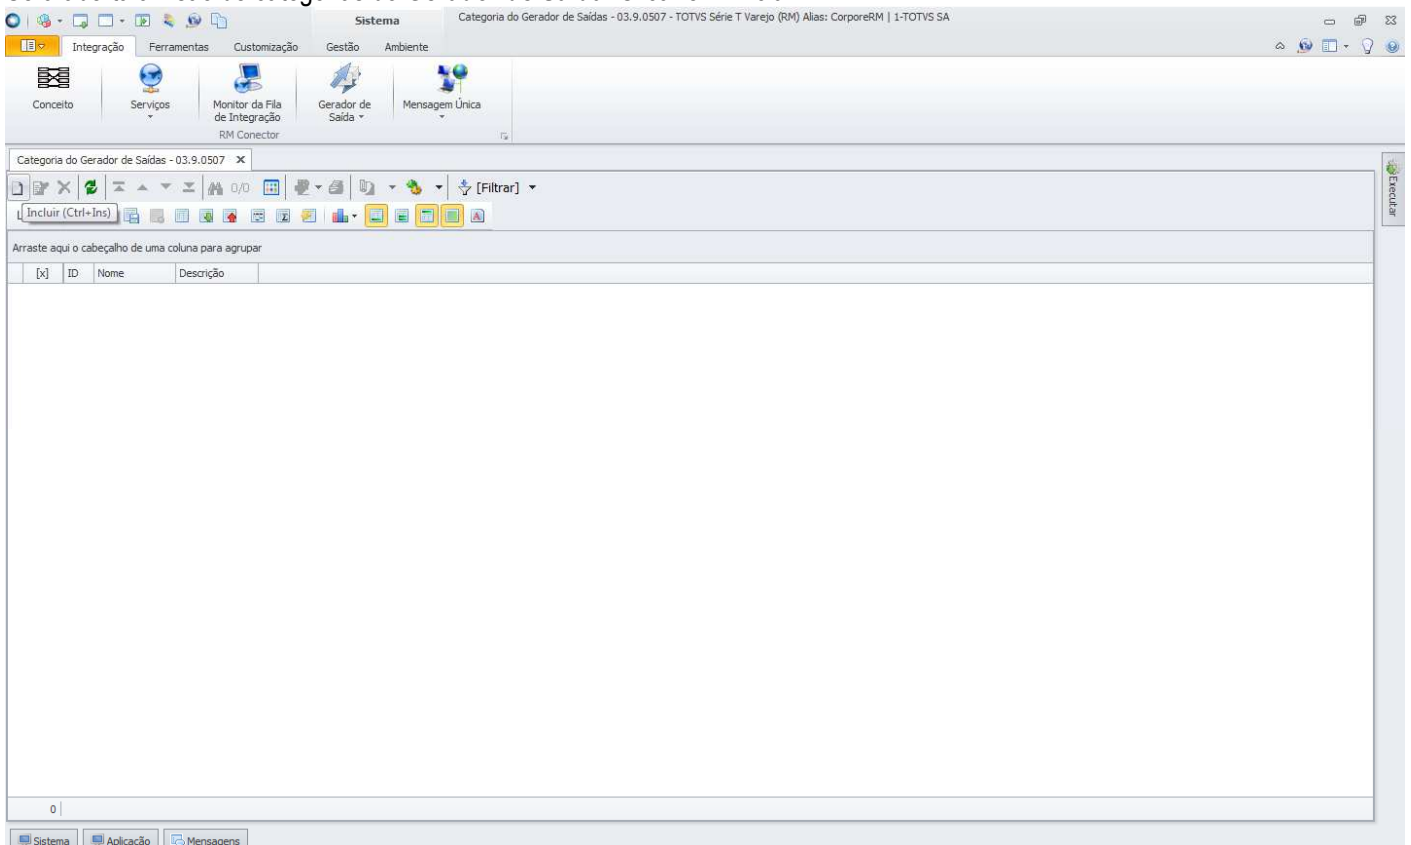 Sistema
Categoria do Gerador de Saídas - 03.9.0507 - TOTVS Série T Varejo (RM) Alias: CorporeRM | 1-TOTVS SA
Integração Ferramentas Customização Gestão Ambiente
Conceito Serviços Monitor da Fila de Integração Gerador de Saída Mensagem Única
RM Conector
Categoria do Gerador de Saídas - 03.9.0507
0/0 [Filtrar]
Incluir (Ctrl+Ins)
Arraste aqui o cabeçalho de uma coluna para agrupar
[x] ID Nome Descrição
Executar
0
Sistema Aplicação Mensagens